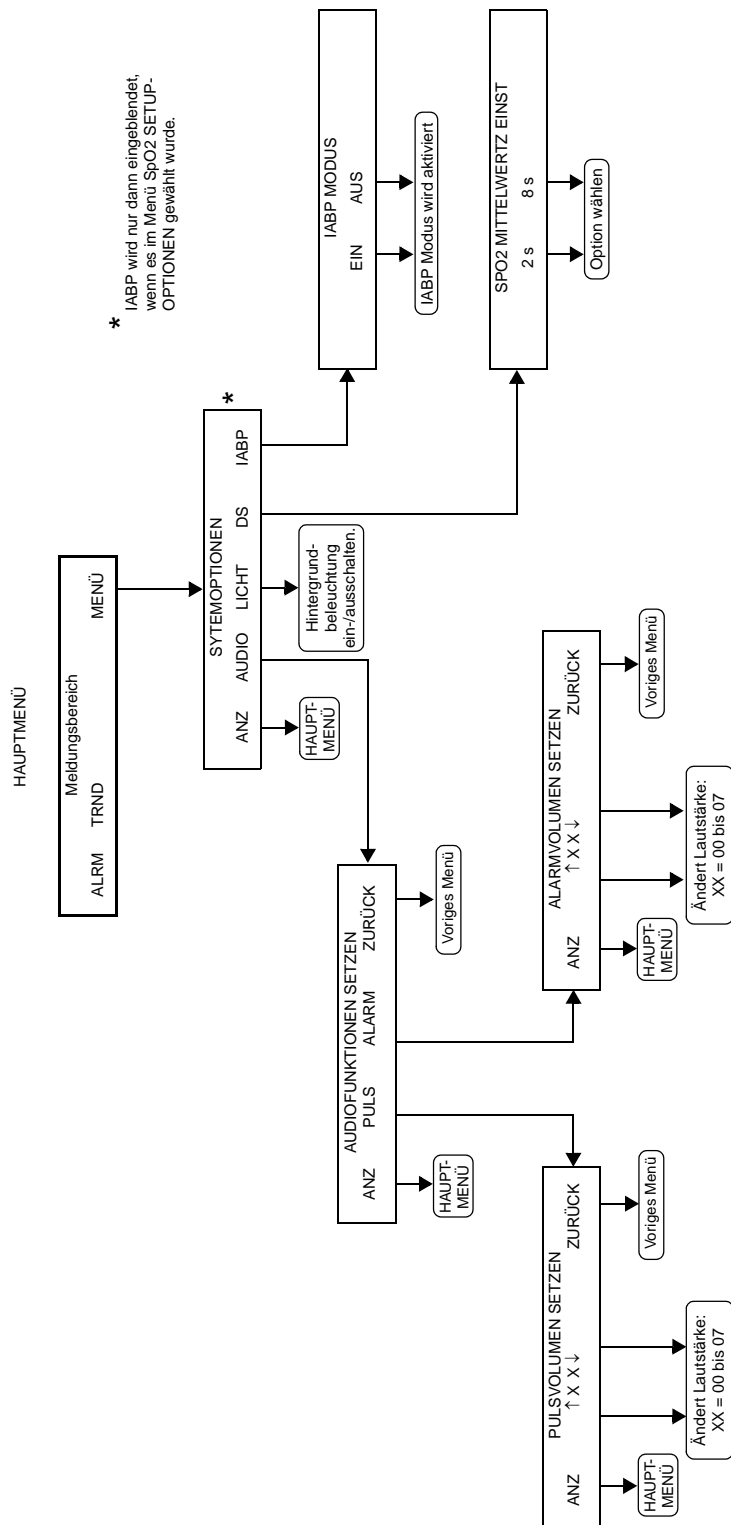 HAUPTMENÜ
Meldungsbereich
ALRM TRND MENÜ
* IABP wird nur dann eingeblendet,
wenn es im Menü SpO2 SETUP-
OPTIONEN gewählt wurde.
SYTEMOPTIONEN
ANZ AUDIO LICHT DS IABP *
HAUPT-
MENÜ
Hintergrund-
beleuchtung
ein-/ausschalten.
IABP MODUS
EIN AUS
IABP Modus wird aktiviert
SPO2 MITTELWERTZ EINST
2 s 8 s
Option wählen
AUDIOFUNKTIONEN SETZEN
ANZ PULS ALARM ZURÜCK
HAUPT-
MENÜ
Voriges Menü
PULSVOLUMEN SETZEN
ANZ ↑ X X ↓ ZURÜCK
HAUPT-
MENÜ
Ändert Lautstärke:
XX = 00 bis 07
Voriges Menü
ALARMVOLUMEN SETZEN
ANZ ↑ X X ↓ ZURÜCK
HAUPT-
MENÜ
Ändert Lautstärke:
XX = 00 bis 07
Voriges Menü